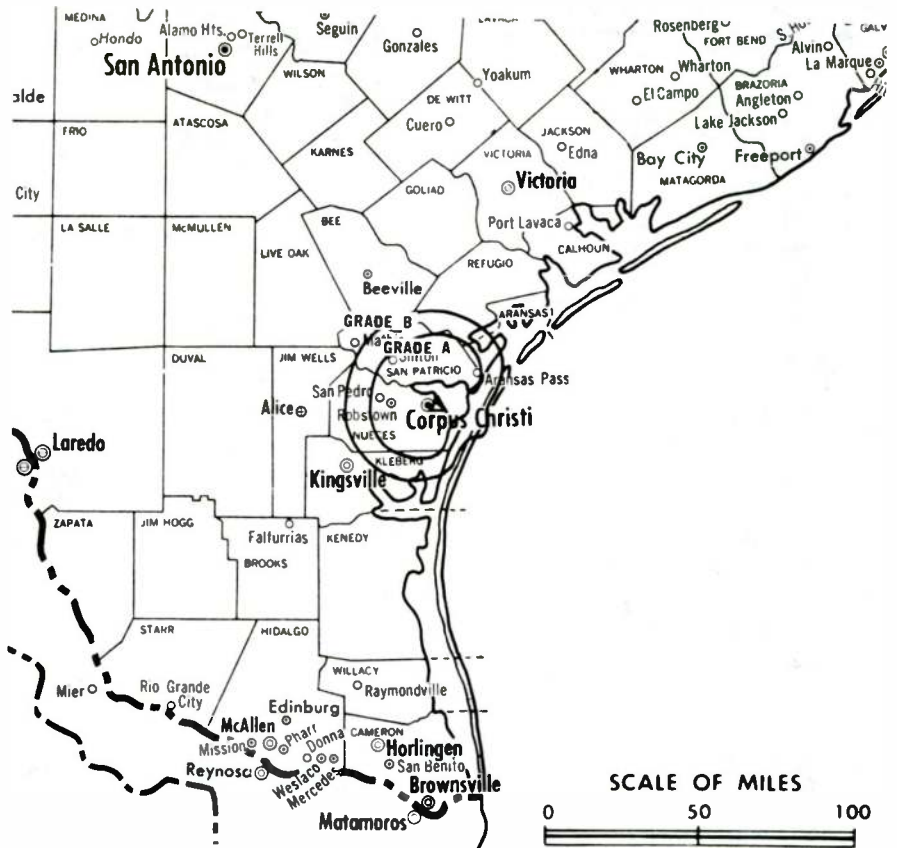 MEDINA
Hondo
Alamo Hts.
Terrell
Hills
Seguin
Gonzales
San Antonio
WILSON
Yoakum
DE WITT
Cuero
Rosenberg
FORT BEND
Alvin
La Marque
WHARTON
Wharton
El Campo
BRAZORIA
Angleton
Lake Jackson
alde
FRIO
ATASCOSA
KARNES
JACKSON
Edna
Bay City
Freeport
MATAGORDA
VICTORIA
Victoria
City
GOLIAD
LA SALLE
McMULLEN
BEE
LIVE OAK
Port Lavaca
CALHOUN
REFUGIO
Beeville
GRADE B
ARANSAS
GRADE A
DUVAL
JIM WELLS
SAN PATRICIO
Aransas Pass
San Pedro
Alice
Robstown
Corpus Christi
NUECES
Laredo
KLEBERG
Kingsville
ZAPATA
JIM HOGG
Falfurrias
KENEDY
BROOKS
STARR
HIDALGO
WILLACY
Raymondville
Mier
Rio Grande
City
Edinburg
McAllen
Mission
Pharr
Donna
CAMERON
Horlingen
San Benito
Reynosa
Weslaco
Mercedes
Brownsville
Matamoros
SCALE OF MILES
0 50 100